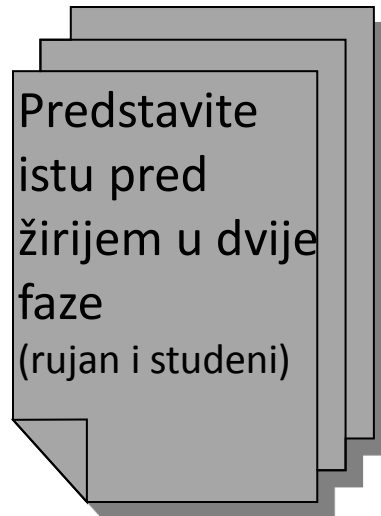 Predstavite
istu pred
žirijem u dvije
faze
(rujan i studeni)